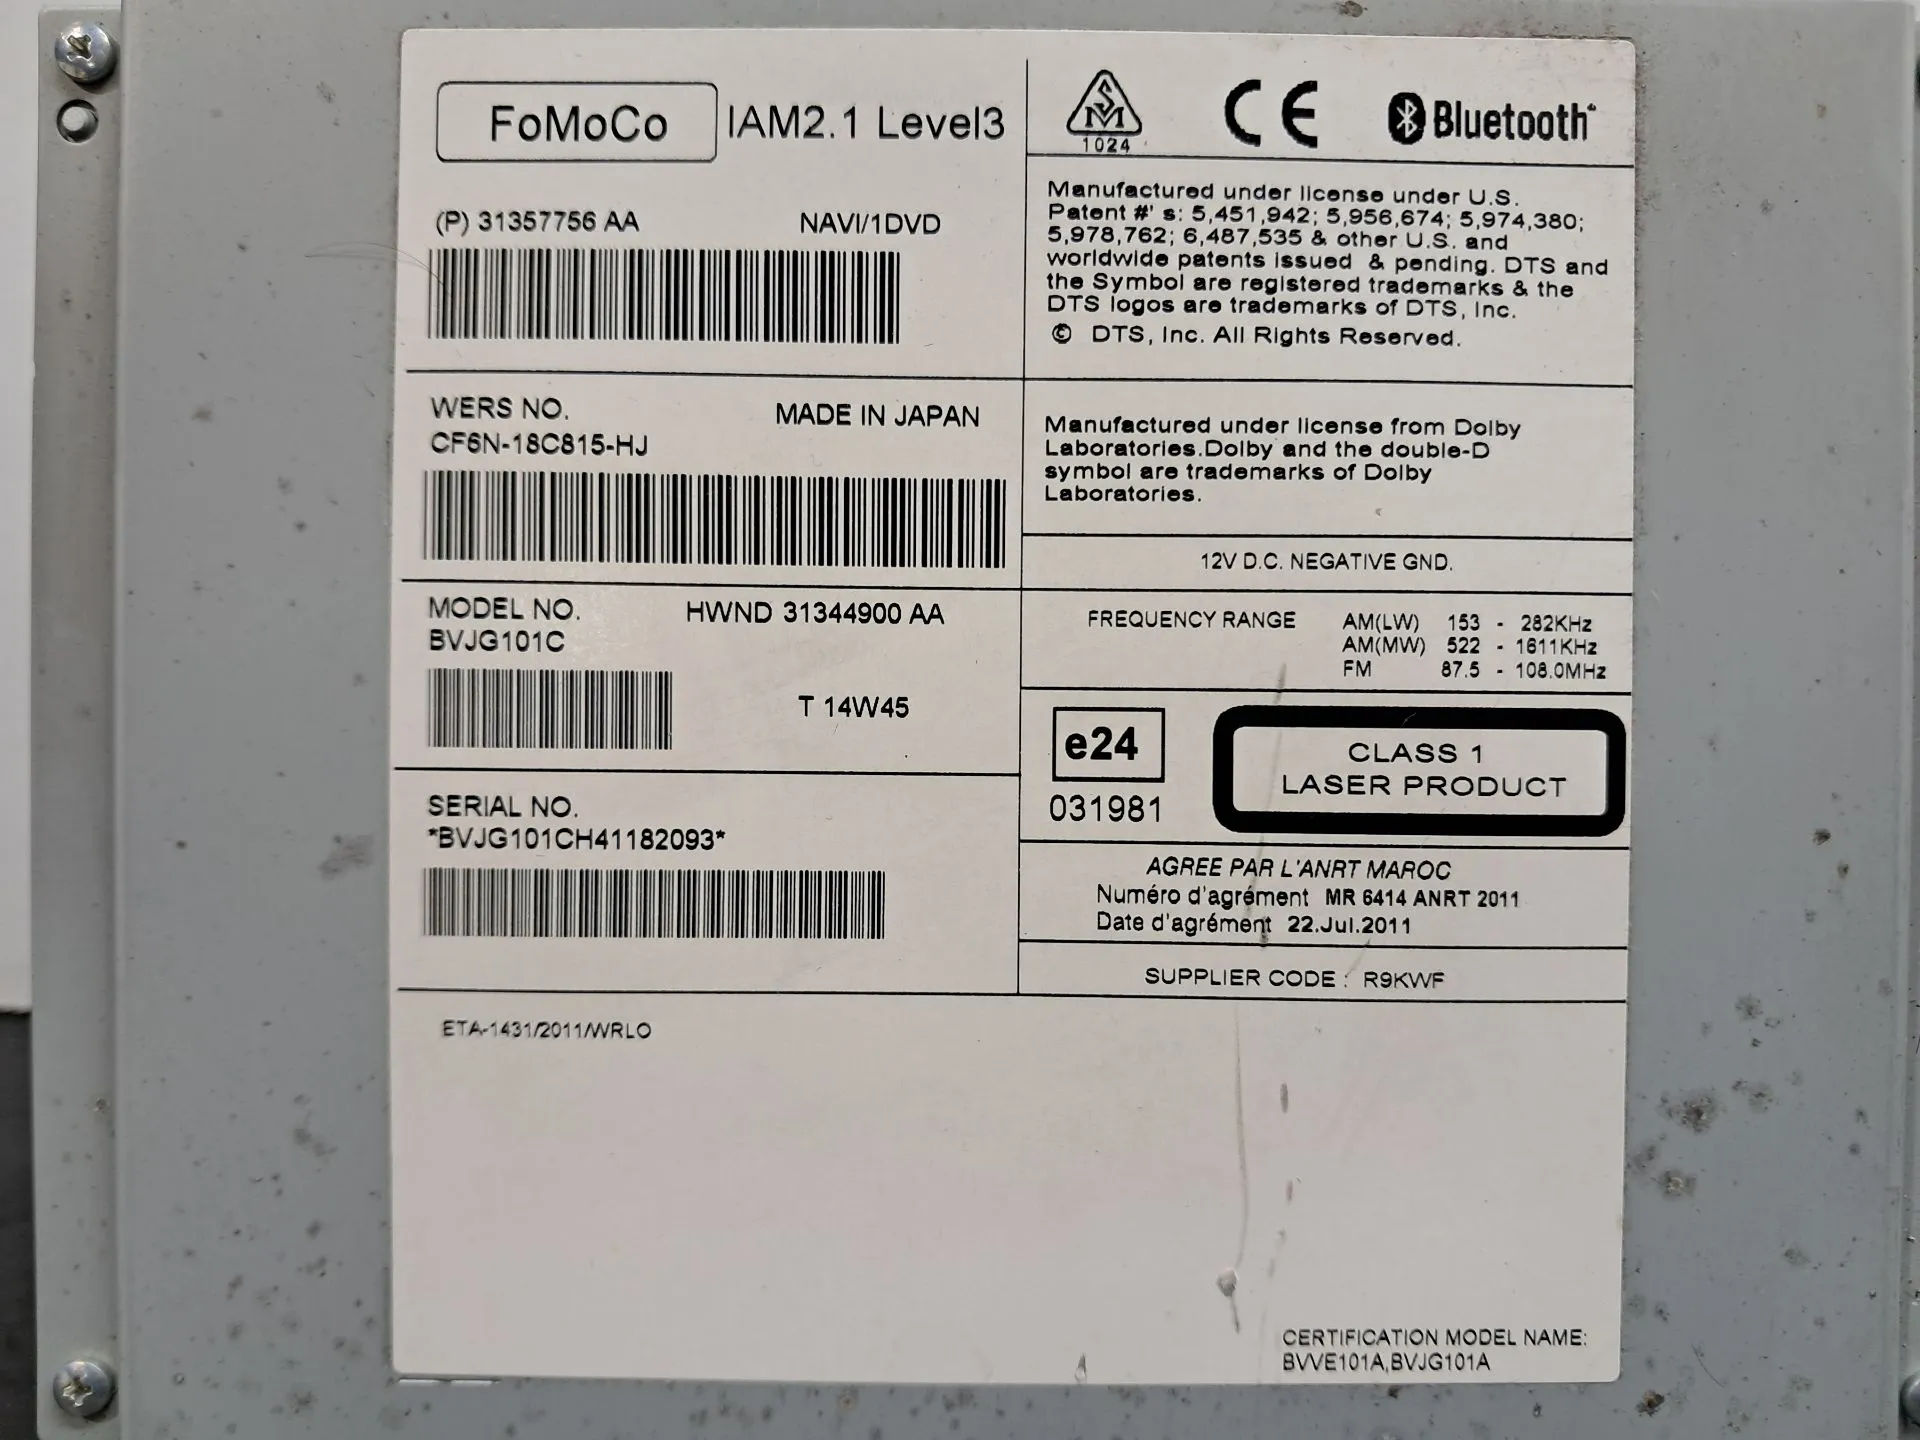 FoMoCo IAM2.1 Level3
(P) 31357756 AA NAVI/1DVD
WERS NO. MADE IN JAPAN
CF6N-18C815-HJ
MODEL NO. HWND 31344900 AA
BVJG101C
T 14W45
SERIAL NO.
*BVJG101CH41182093*
ETA-1431/2011/WRLO
SM
1024
CE
Bluetooth
Manufactured under license under U.S.
Patent #' s: 5,451,942; 5,956,674; 5,974,380;
5,978,762; 6,487,535 & other U.S. and
worldwide patents issued & pending. DTS and
the Symbol are registered trademarks & the
DTS logos are trademarks of DTS, Inc.
© DTS, Inc. All Rights Reserved.
Manufactured under license from Dolby
Laboratories.Dolby and the double-D
symbol are trademarks of Dolby
Laboratories.
12V D.C. NEGATIVE GND.
FREQUENCY RANGE AM(LW) 153 - 282KHz
AM(MW) 522 - 1611KHz
FM 87.5 - 108.0MHz
e24
031981
CLASS 1
LASER PRODUCT
AGREE PAR L'ANRT MAROC
Numéro d'agrément MR 6414 ANRT 2011
Date d'agrément 22.Jul.2011
SUPPLIER CODE : R9KWF
CERTIFICATION MODEL NAME:
BVVE101A,BVJG101A